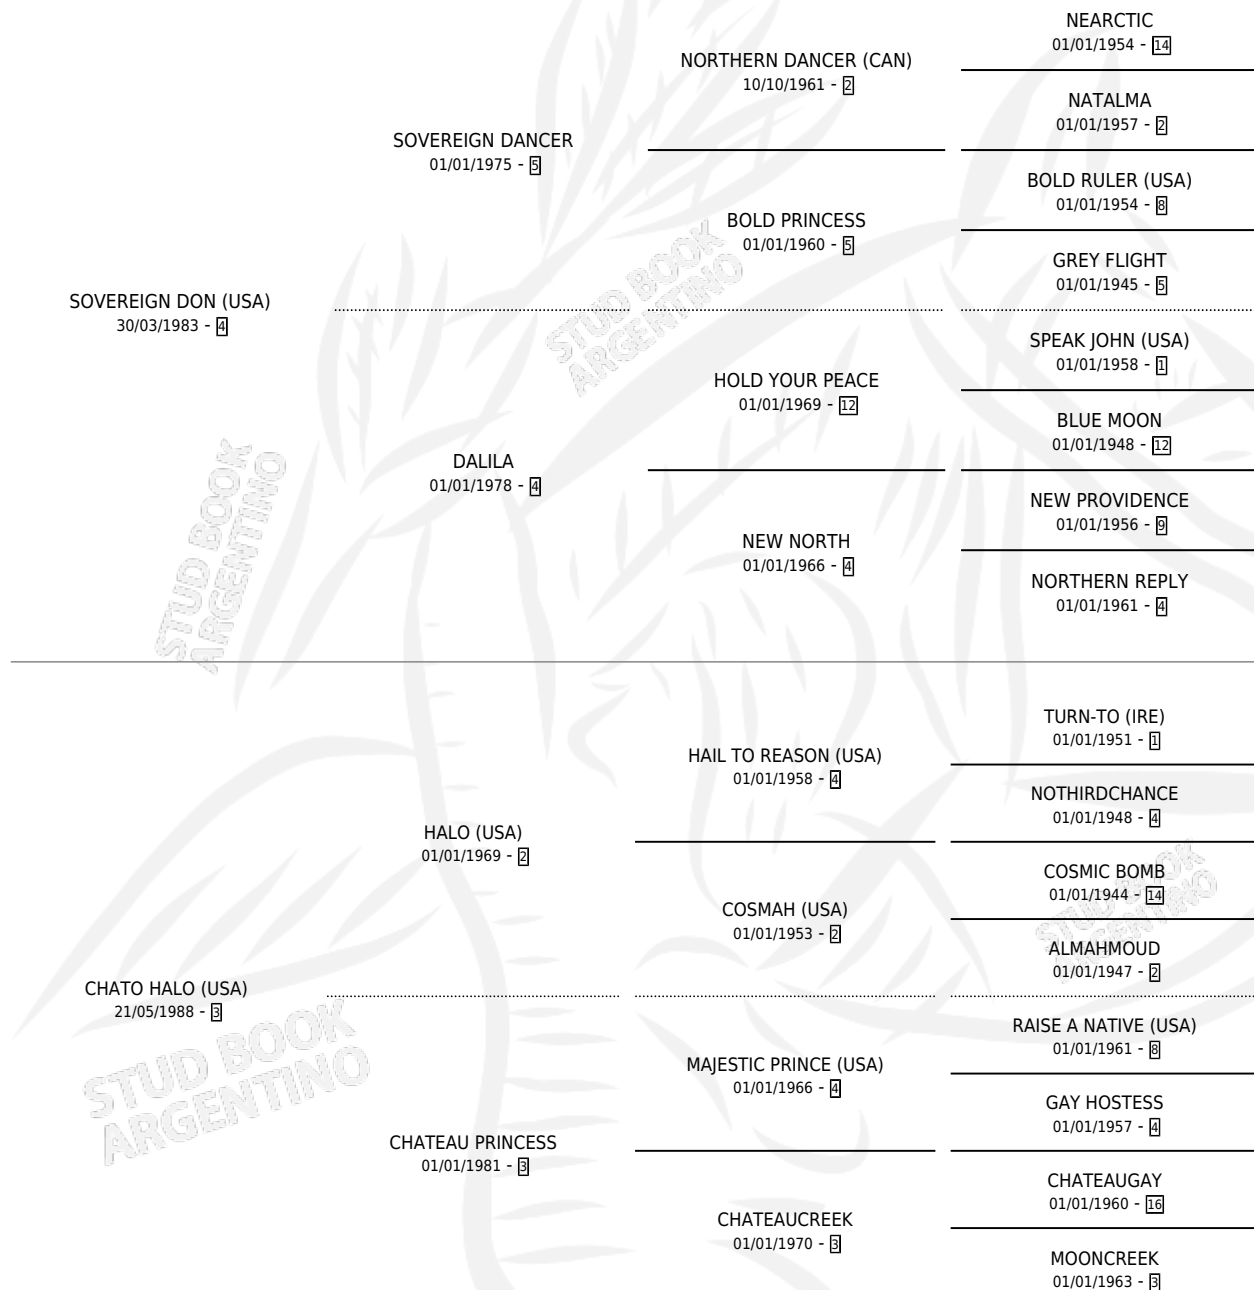 NEARCTIC
01/01/1954 - 14
NORTHERN DANCER (CAN)
10/10/1961 - 2
NATALMA
01/01/1957 - 2
SOVEREIGN DANCER
01/01/1975 - 5
BOLD RULER (USA)
01/01/1954 - 8
BOLD PRINCESS
01/01/1960 - 5
GREY FLIGHT
01/01/1945 - 5
SOVEREIGN DON (USA)
30/03/1983 - 4
SPEAK JOHN (USA)
01/01/1958 - 1
HOLD YOUR PEACE
01/01/1969 - 12
BLUE MOON
01/01/1948 - 12
DALILA
01/01/1978 - 4
NEW PROVIDENCE
01/01/1956 - 9
NEW NORTH
01/01/1966 - 4
NORTHERN REPLY
01/01/1961 - 4
TURN-TO (IRE)
01/01/1951 - 1
HAIL TO REASON (USA)
01/01/1958 - 4
NOTHIRDCHANCE
01/01/1948 - 4
HALO (USA)
01/01/1969 - 2
COSMIC BOMB
01/01/1944 - 14
COSMAH (USA)
01/01/1953 - 2
ALMAHMOUD
01/01/1947 - 2
CHATO HALO (USA)
21/05/1988 - 3
RAISE A NATIVE (USA)
01/01/1961 - 8
MAJESTIC PRINCE (USA)
01/01/1966 - 4
GAY HOSTESS
01/01/1957 - 4
CHATEAU PRINCESS
01/01/1981 - 3
CHATEAUGAY
01/01/1960 - 16
CHATEAUCREEK
01/01/1970 - 3
MOONCREEK
01/01/1963 - 3
STUD BOOK
ARGENTINO
STUD BOOK
ARGENTINO
STUD BOOK
ARGENTINO
STUD BOOK
ARGENTINO